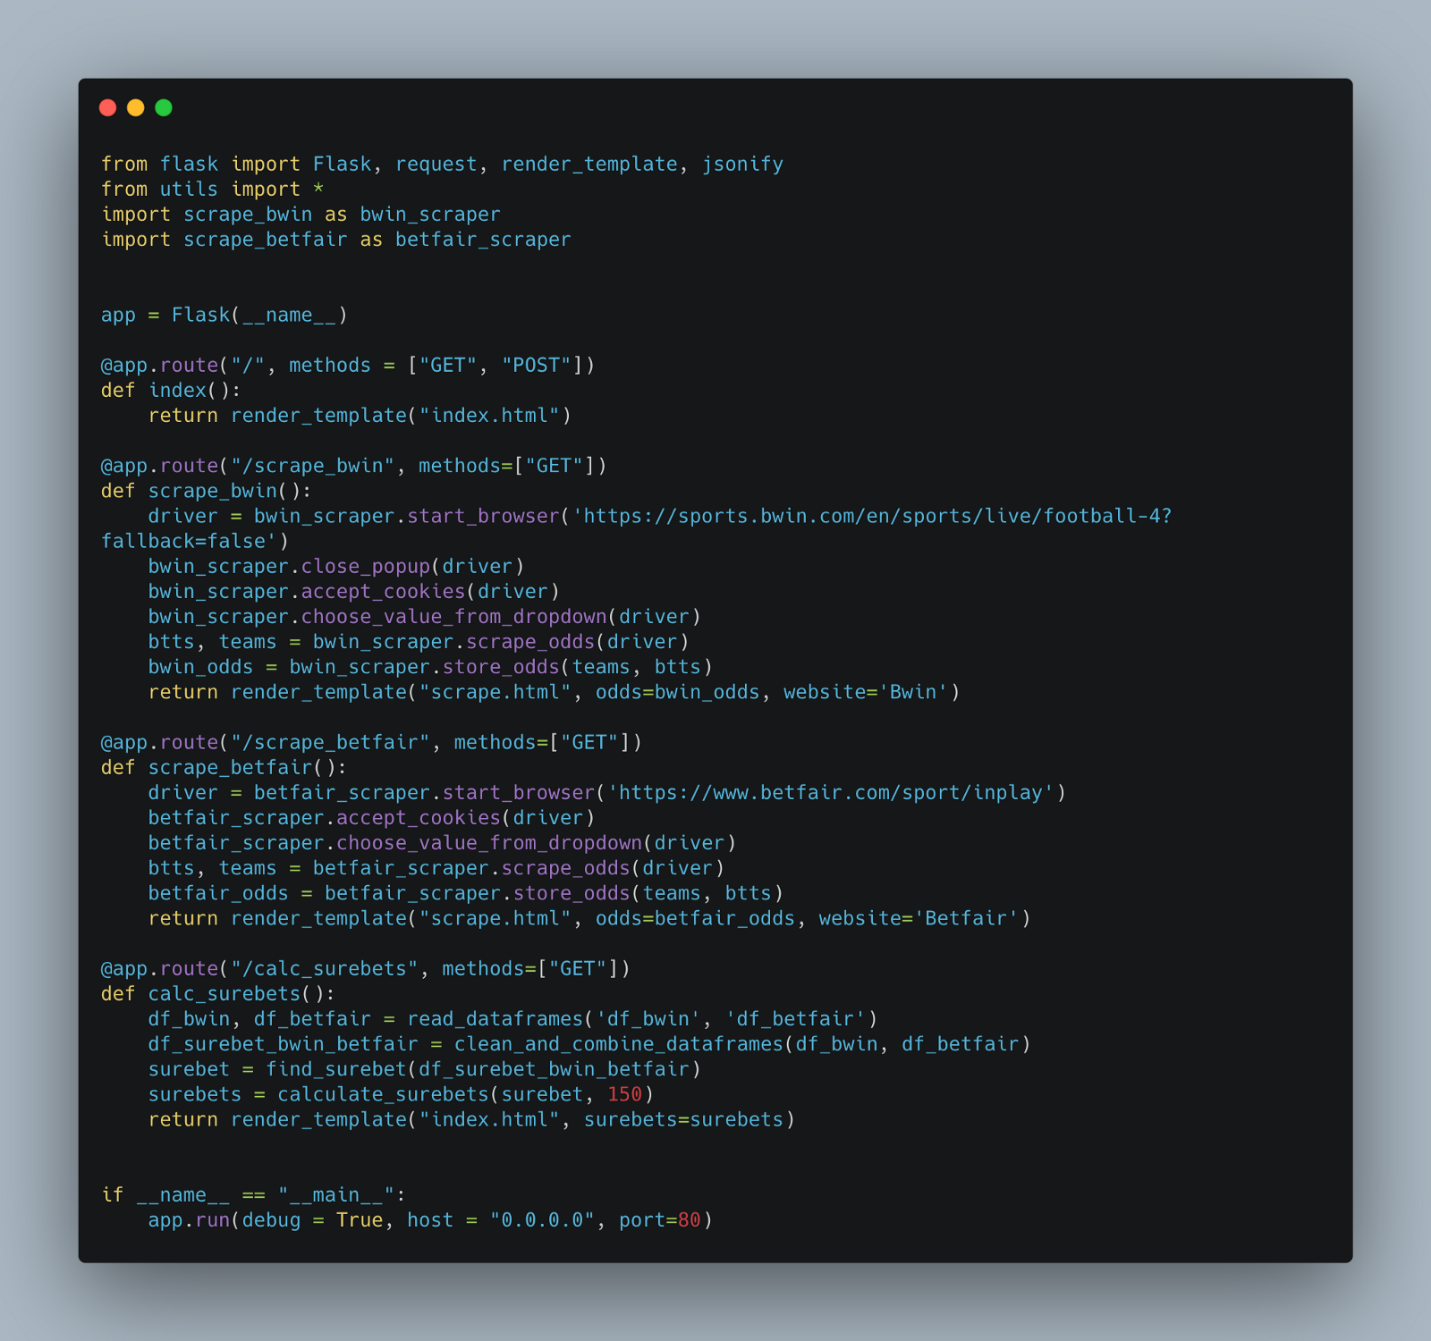 from flask import Flask, request, render_template, jsonify
from utils import *
import scrape_bwin as bwin_scraper
import scrape_betfair as betfair_scraper


app = Flask(__name__)

@app.route("/", methods = ["GET", "POST"])
def index():
    return render_template("index.html")

@app.route("/scrape_bwin", methods=["GET"])
def scrape_bwin():
    driver = bwin_scraper.start_browser('https://sports.bwin.com/en/sports/live/football-4?
fallback=false')
    bwin_scraper.close_popup(driver)
    bwin_scraper.accept_cookies(driver)
    bwin_scraper.choose_value_from_dropdown(driver)
    btts, teams = bwin_scraper.scrape_odds(driver)
    bwin_odds = bwin_scraper.store_odds(teams, btts)
    return render_template("scrape.html", odds=bwin_odds, website='Bwin')

@app.route("/scrape_betfair", methods=["GET"])
def scrape_betfair():
    driver = betfair_scraper.start_browser('https://www.betfair.com/sport/inplay')
    betfair_scraper.accept_cookies(driver)
    betfair_scraper.choose_value_from_dropdown(driver)
    btts, teams = betfair_scraper.scrape_odds(driver)
    betfair_odds = betfair_scraper.store_odds(teams, btts)
    return render_template("scrape.html", odds=betfair_odds, website='Betfair')

@app.route("/calc_surebets", methods=["GET"])
def calc_surebets():
    df_bwin, df_betfair = read_dataframes('df_bwin', 'df_betfair')
    df_surebet_bwin_betfair = clean_and_combine_dataframes(df_bwin, df_betfair)
    surebet = find_surebet(df_surebet_bwin_betfair)
    surebets = calculate_surebets(surebet, 150)
    return render_template("index.html", surebets=surebets)


if __name__ == "__main__":
    app.run(debug = True, host = "0.0.0.0", port=80)